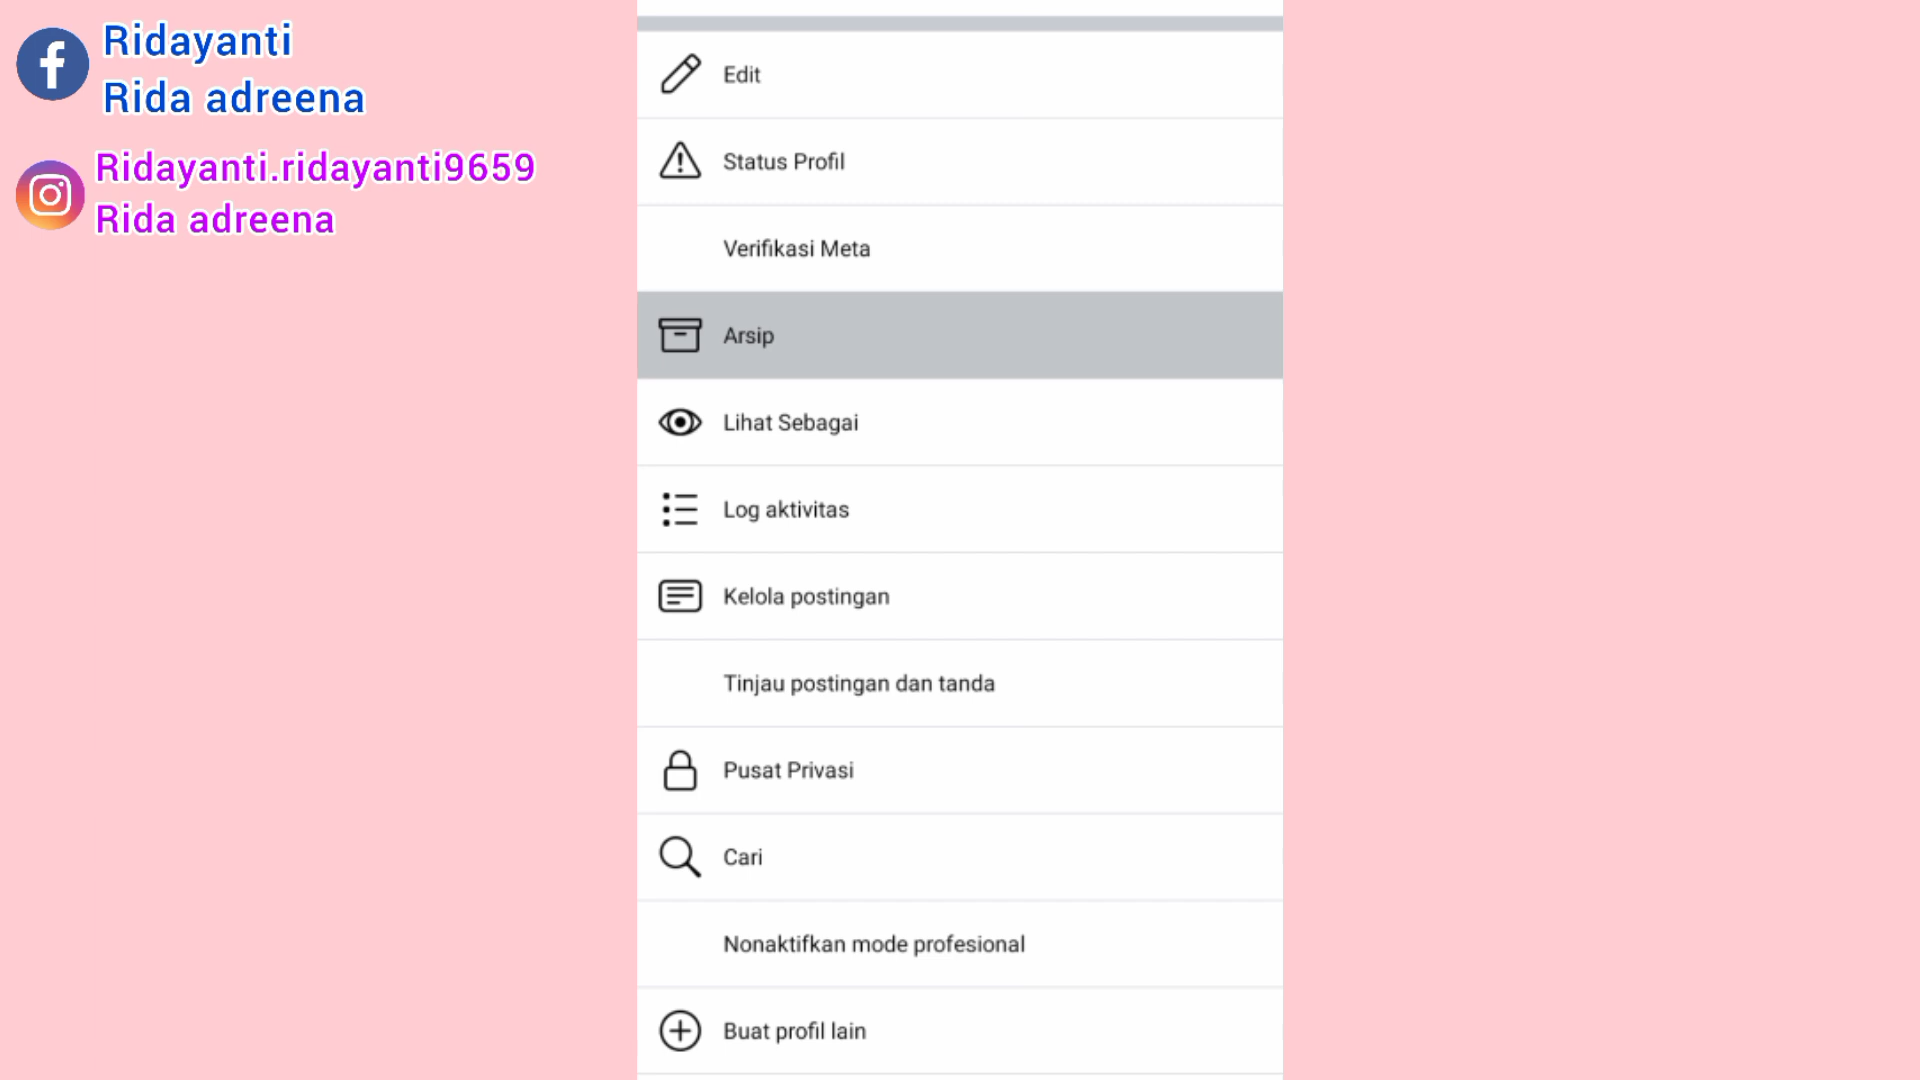 Ridayanti
Rida adreena
Ridayanti.ridayanti9659
Rida adreena
Edit
Status Profil
Verifikasi Meta
Arsip
Lihat Sebagai
Log aktivitas
Kelola postingan
Tinjau postingan dan tanda
Pusat Privasi
Cari
Nonaktifkan mode profesional
Buat profil lain